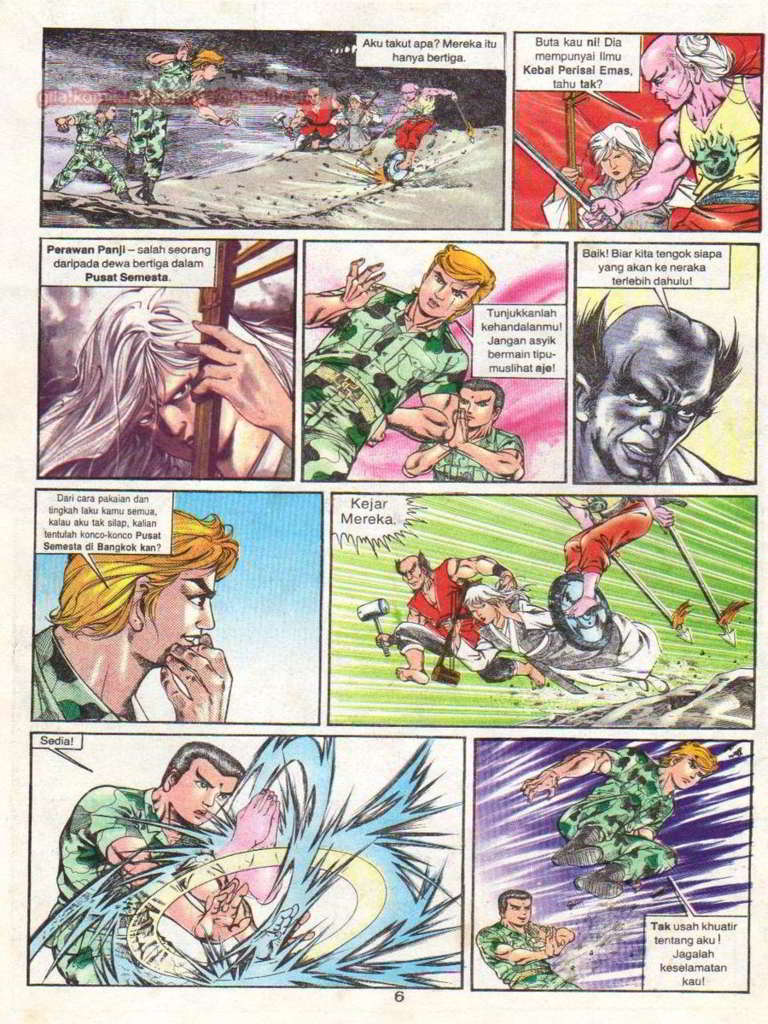 Aku takut apa? Mereka itu
hanya bertiga.
Buta kau ni! Dia
mempunyai Ilmu
Kebal Perisai Emas,
tahu tak?
Perawan Panji – salah seorang
daripada dewa bertiga dalam
Pusat Semesta.
Tunjukkanlah
kehandalanmu!
Jangan asyik
bermain tipu-
muslihat aje!
Baik! Biar kita tengok siapa
yang akan ke neraka
terlebih dahulu!
Dari cara pakaian dan
tingkah laku kamu semua,
kalau aku tak silap, kalian
tentulah konco-konco Pusat
Semesta di Bangkok kan?
Kejar
Mereka.
Sedia!
Tak usah khuatir
tentang aku!
Jagalah
keselamatan
kau!
6